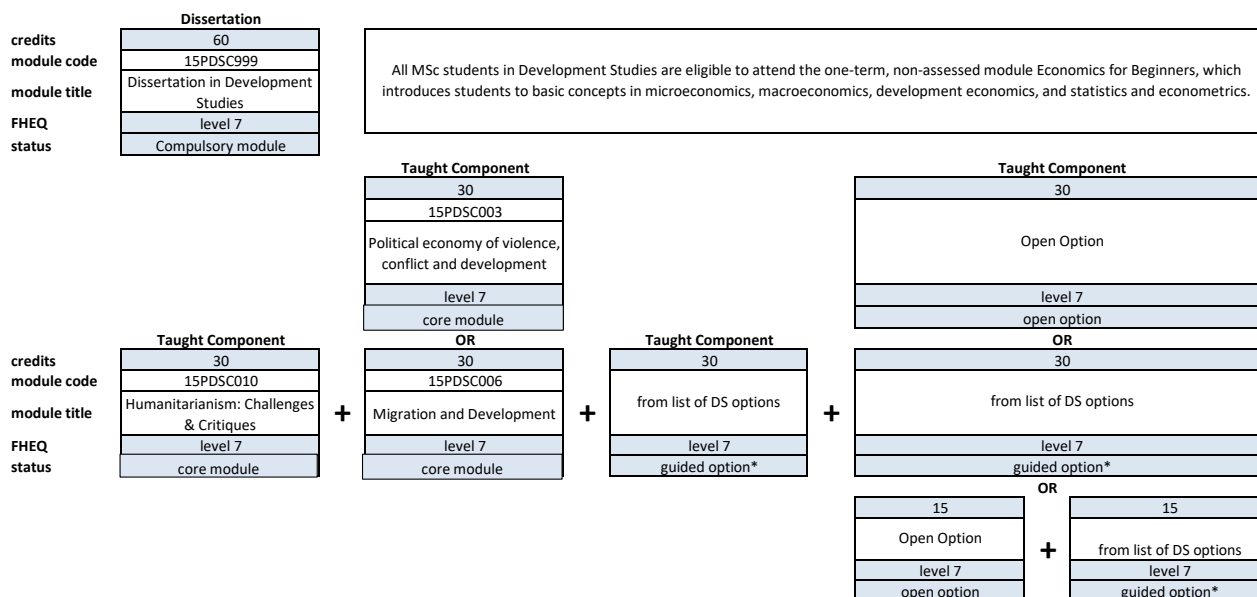 Dissertation
credits 60
module code 15PDSC999
module title Dissertation in Development
Studies
FHEQ level 7
status Compulsory module
All MSc students in Development Studies are eligible to attend the one-term, non-assessed module Economics for Beginners, which
introduces students to basic concepts in microeconomics, macroeconomics, development economics, and statistics and econometrics.
Taught Component
30
15PDSC003
Political economy of violence,
conflict and development
level 7
core module
Taught Component
30
Open Option
level 7
open option
Taught Component OR Taught Component OR
credits 30 30 30 30
module code 15PDSC010 15PDSC006
module title Humanitarianism: Challenges
& Critiques + Migration and Development + from list of DS options + from list of DS options
FHEQ level 7 level 7 level 7 level 7
status core module core module guided option* guided option*
OR
15 15
Open Option + from list of DS options
level 7 level 7
open option guided option*